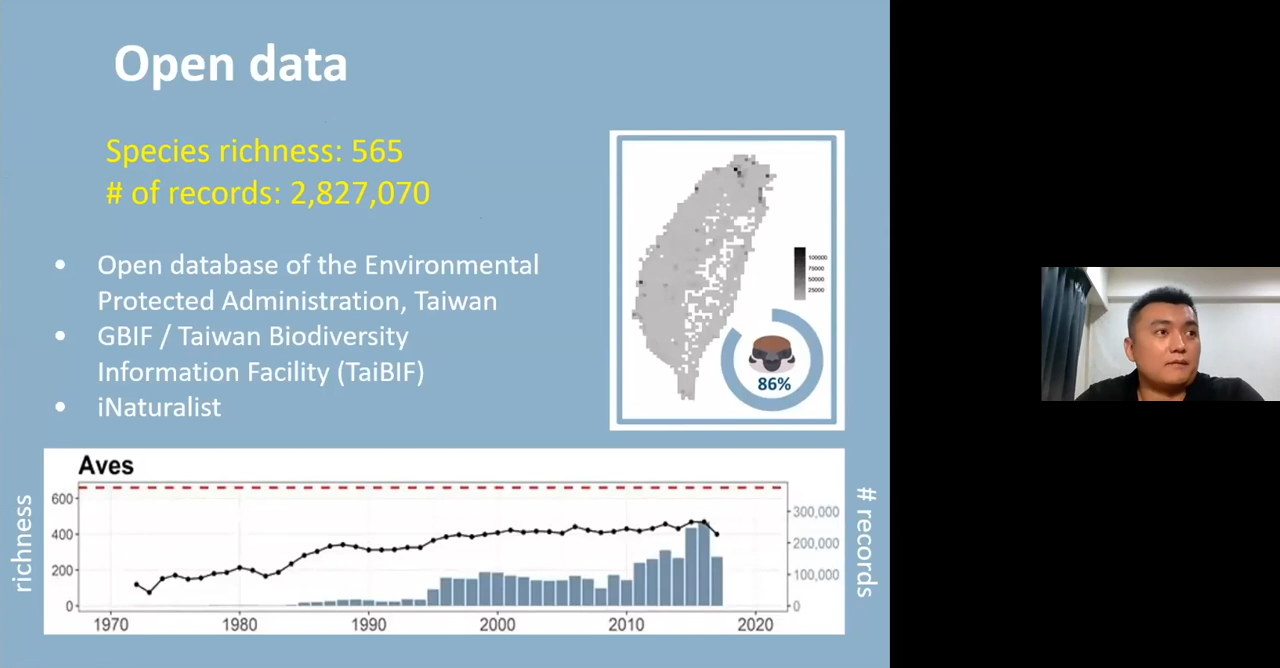 Open data
Species richness: 565
# of records: 2,827,070
• Open database of the Environmental
Protected Administration, Taiwan
• GBIF / Taiwan Biodiversity
Information Facility (TaiBIF)
• iNaturalist
100000
75000
50000
25000
86%
Aves
richness
600
400
200
0
300,000
200,000
100,000
0
# records
1970
1980
1990
2000
2010
2020